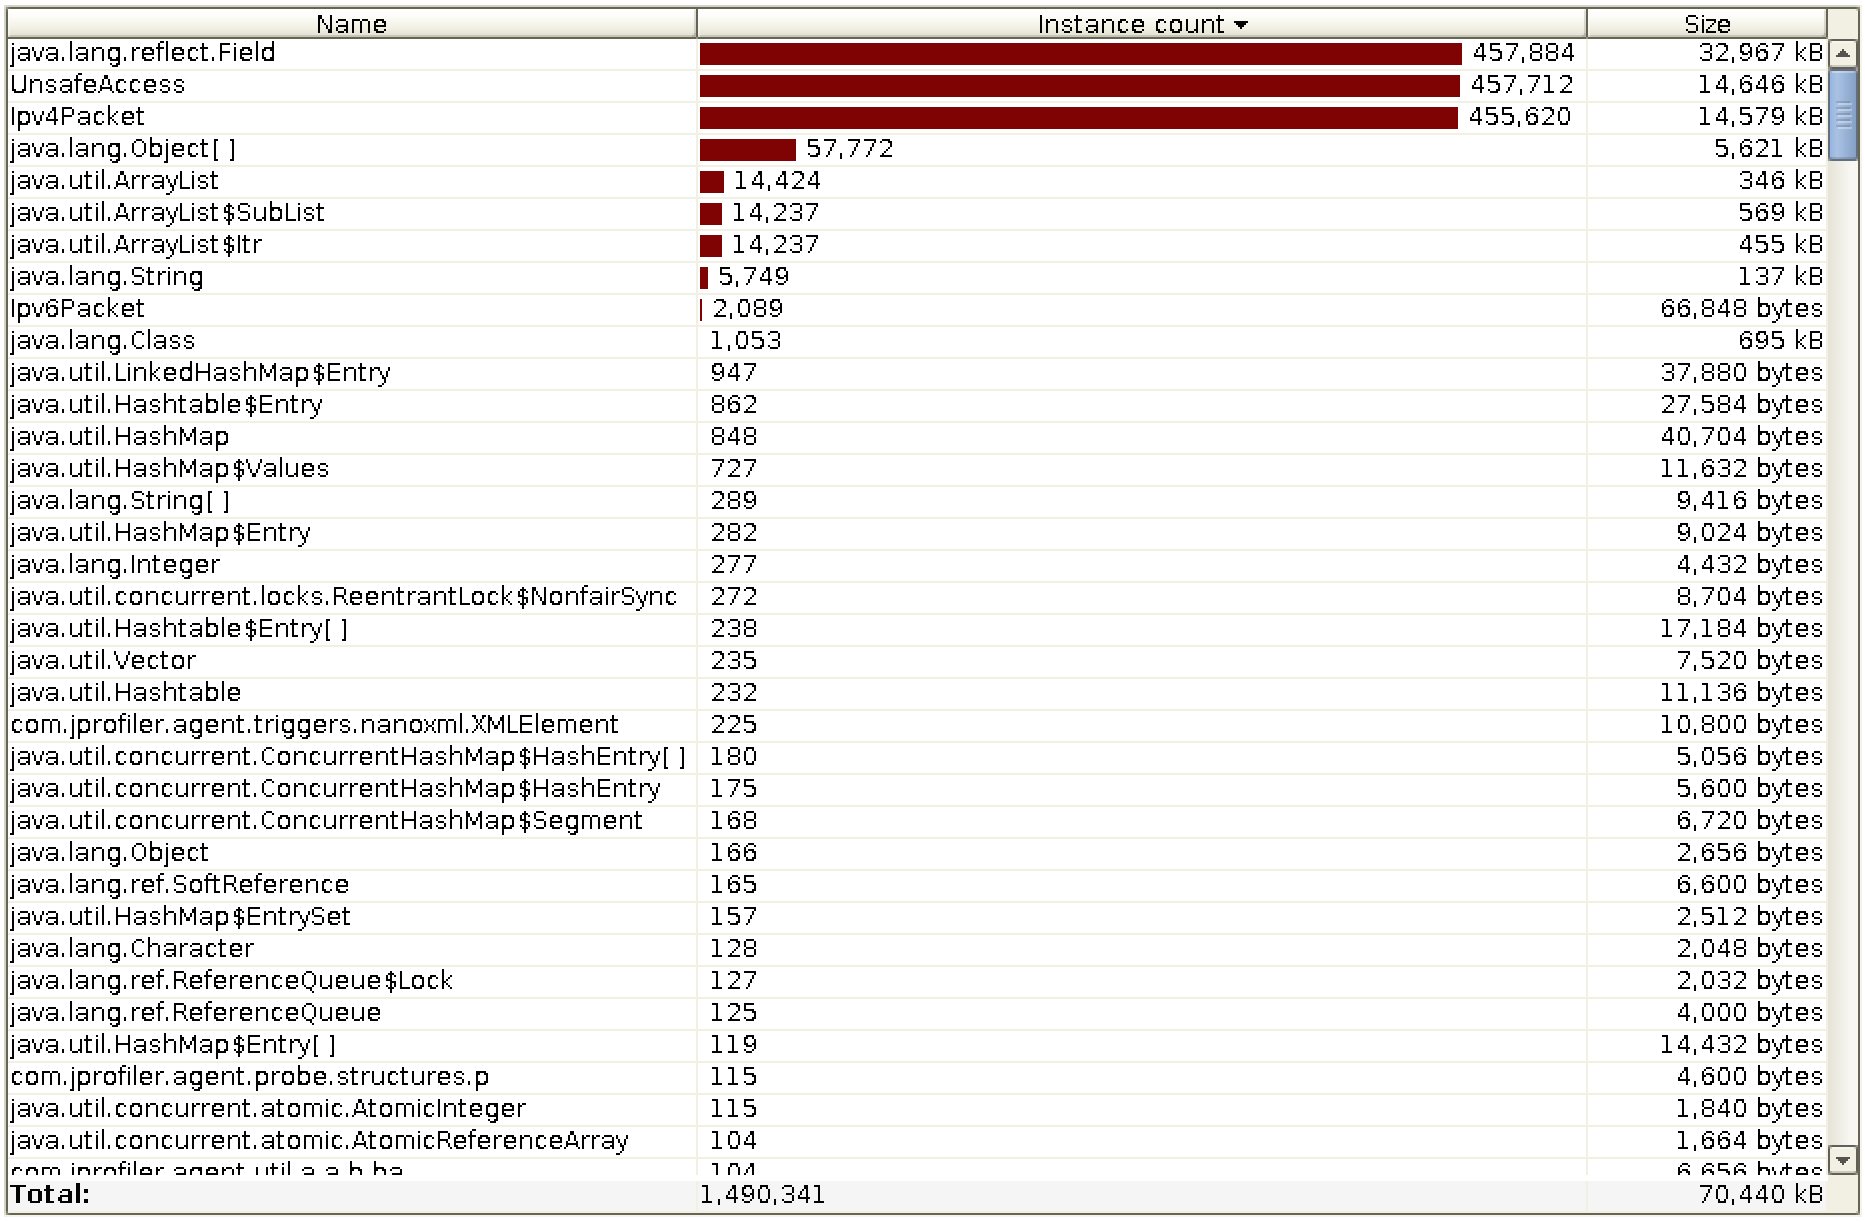 Name Instance count Size
java.lang.reflect.Field 457,884 32,967 kB
UnsafeAccess 457,712 14,646 kB
Ipv4Packet 455,620 14,579 kB
java.lang.Object[ ] 57,772 5,621 kB
java.util.ArrayList 14,424 346 kB
java.util.ArrayList$SubList 14,237 569 kB
java.util.ArrayList$Itr 14,237 455 kB
java.lang.String 5,749 137 kB
Ipv6Packet 2,089 66,848 bytes
java.lang.Class 1,053 695 kB
java.util.LinkedHashMap$Entry 947 37,880 bytes
java.util.Hashtable$Entry 862 27,584 bytes
java.util.HashMap 848 40,704 bytes
java.util.HashMap$Values 727 11,632 bytes
java.lang.String[ ] 289 9,416 bytes
java.util.HashMap$Entry 282 9,024 bytes
java.lang.Integer 277 4,432 bytes
java.util.concurrent.locks.ReentrantLock$NonfairSync 272 8,704 bytes
java.util.Hashtable$Entry[ ] 238 17,184 bytes
java.util.Vector 235 7,520 bytes
java.util.Hashtable 232 11,136 bytes
com.jprofiler.agent.triggers.nanoxml.XMLElement 225 10,800 bytes
java.util.concurrent.ConcurrentHashMap$HashEntry[ ] 180 5,056 bytes
java.util.concurrent.ConcurrentHashMap$HashEntry 175 5,600 bytes
java.util.concurrent.ConcurrentHashMap$Segment 168 6,720 bytes
java.lang.Object 166 2,656 bytes
java.lang.ref.SoftReference 165 6,600 bytes
java.util.HashMap$EntrySet 157 2,512 bytes
java.lang.Character 128 2,048 bytes
java.lang.ref.ReferenceQueue$Lock 127 2,032 bytes
java.lang.ref.ReferenceQueue 125 4,000 bytes
java.util.HashMap$Entry[ ] 119 14,432 bytes
com.jprofiler.agent.probe.structures.p 115 4,600 bytes
java.util.concurrent.atomic.AtomicInteger 115 1,840 bytes
java.util.concurrent.atomic.AtomicReferenceArray 104 1,664 bytes
104 6,656 bytes
Total: 1,490,341 70,440 kB